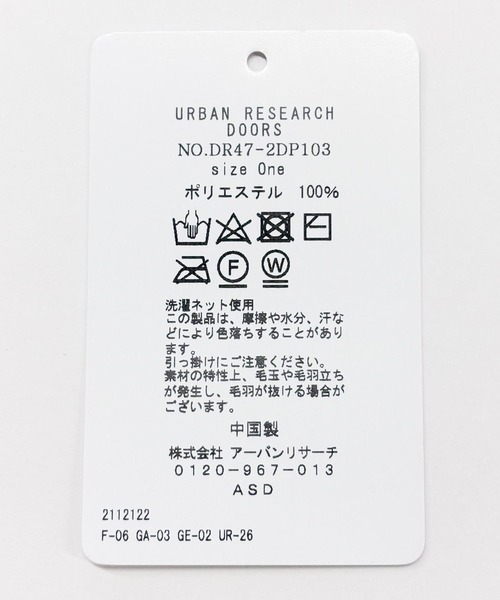 URBAN RESEARCH
DOORS
NO.DR47-2DP103
size One
ポリエステル 100%
F W
洗濯ネット使用
この製品は、摩擦や水分、汗な
どにより色落ちすることがあり
ます。
引っ掛けにご注意ください。
素材の特性上、毛玉や毛羽立ち
が発生し、毛羽が抜ける場合が
ございます。
中国製
株式会社 アーバンリサーチ
0120-967-013
ASD
2112122
F-06 GA-03 GE-02 UR-26